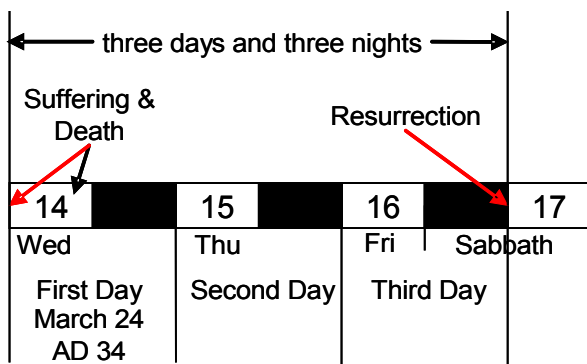 three days and three nights
Suffering &
Death
Resurrection
14 15 16 17
Wed Thu Fri Sabbath
First Day Second Day Third Day
March 24
AD 34